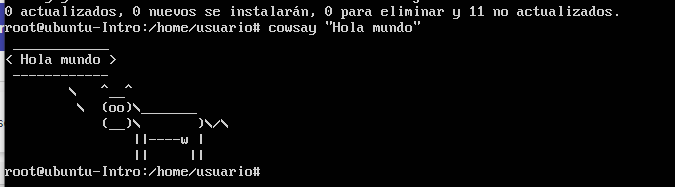 0 actualizados, 0 nuevos se instalarán, 0 para eliminar y 11 no actualizados.
root@ubuntu-Intro:/home/usuario# cowsay "Hola mundo"
 ____________
< Hola mundo >
 ------------
        \   ^__^
         \  (oo)\_______
            (__)\       )\/\
                ||----w |
                ||     ||
root@ubuntu-Intro:/home/usuario#